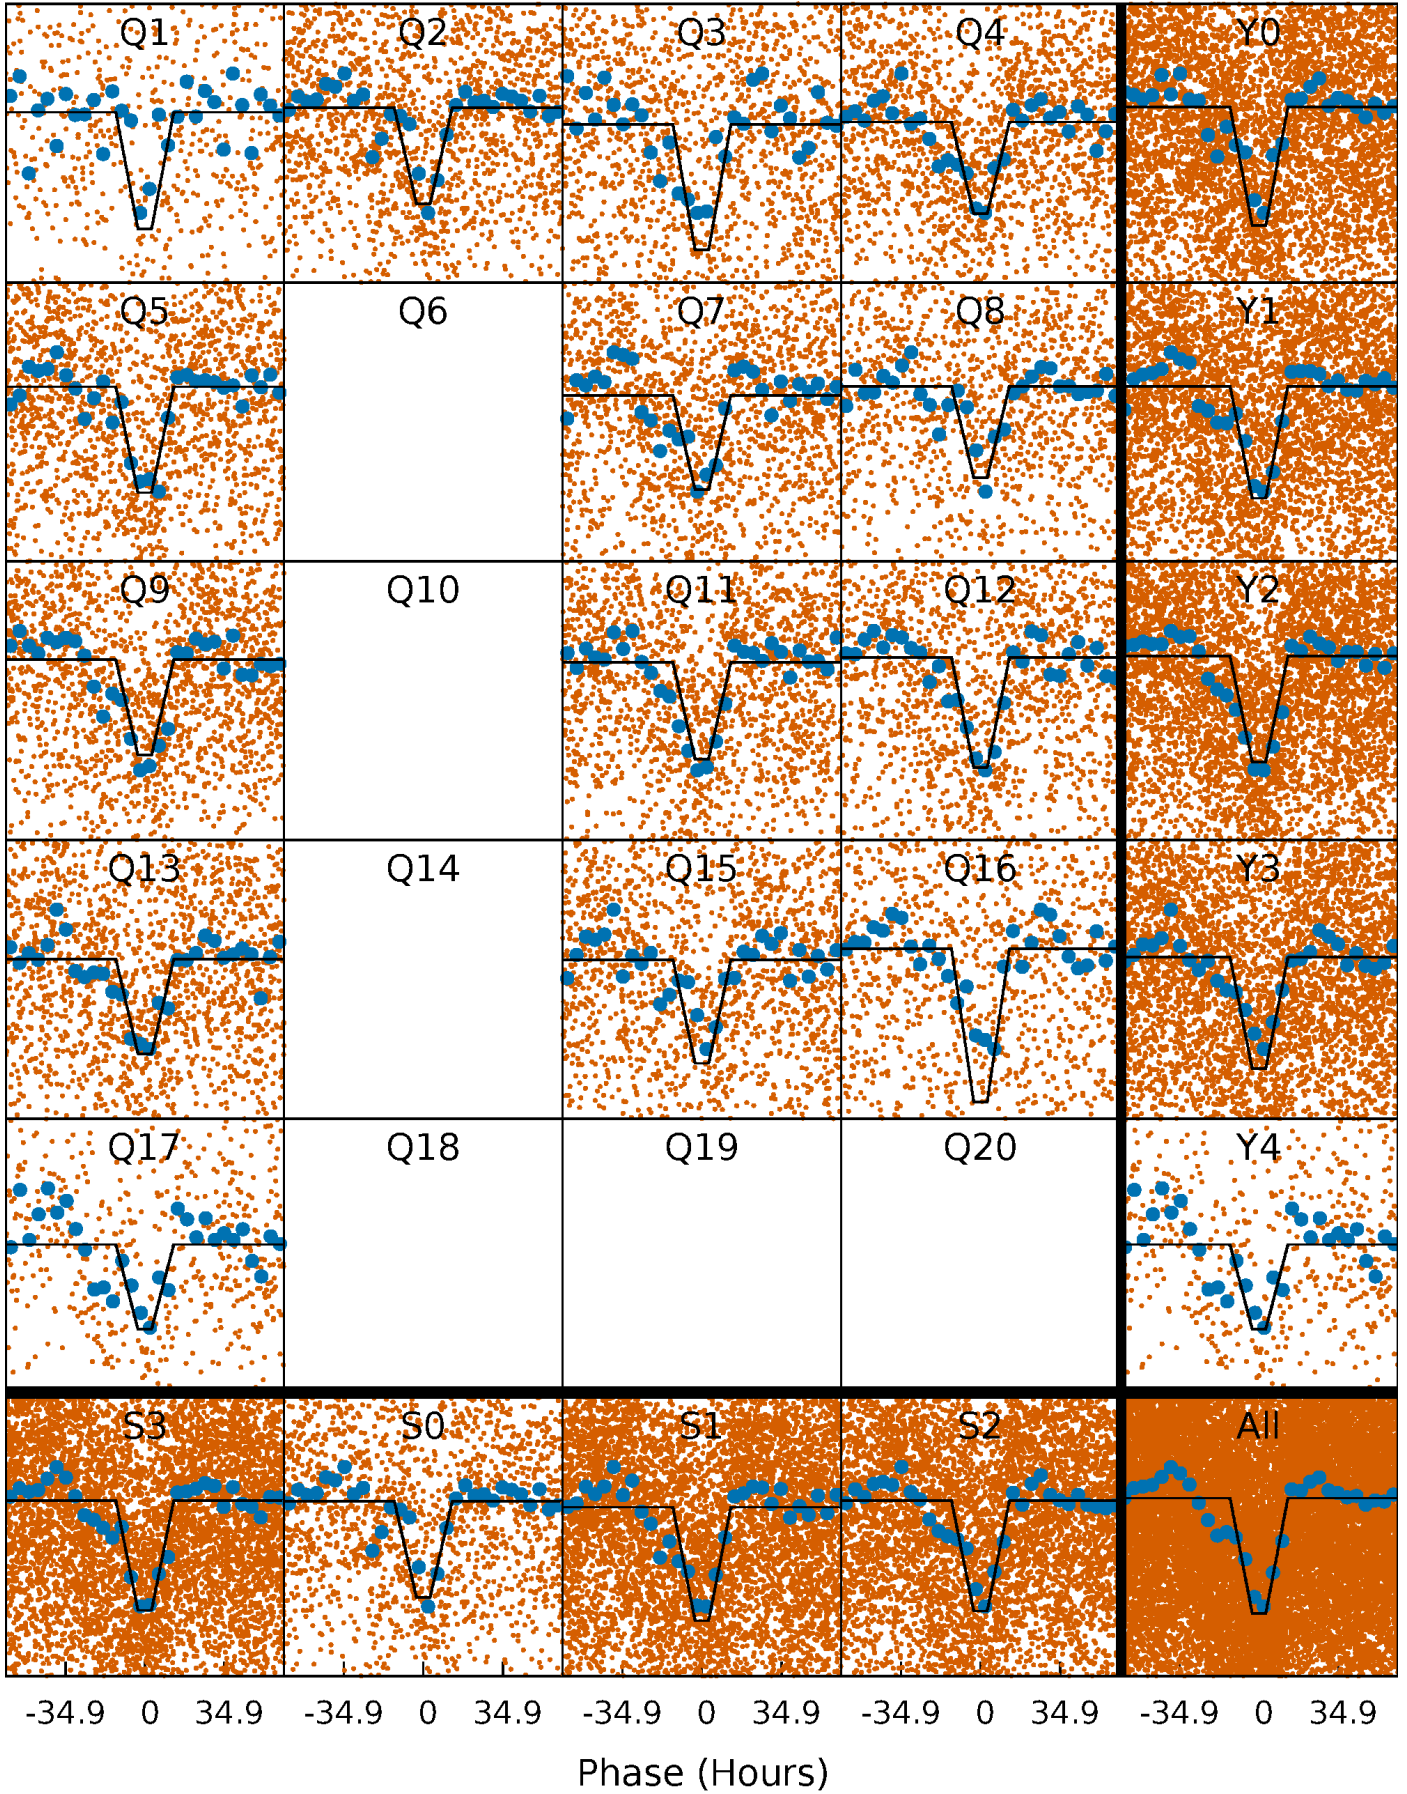 Q1 Q2 Q3 Q4 Y0
Q5 Q6 Q7 Q8 Y1
Q9 Q10 Q11 Q12 Y2
Q13 Q14 Q15 Q16 Y3
Q17 Q18 Q19 Q20 Y4
S3 S0 S1 S2 All
-34.9 0 34.9 -34.9 0 34.9 -34.9 0 34.9 -34.9 0 34.9 -34.9 0 34.9
Phase (Hours)